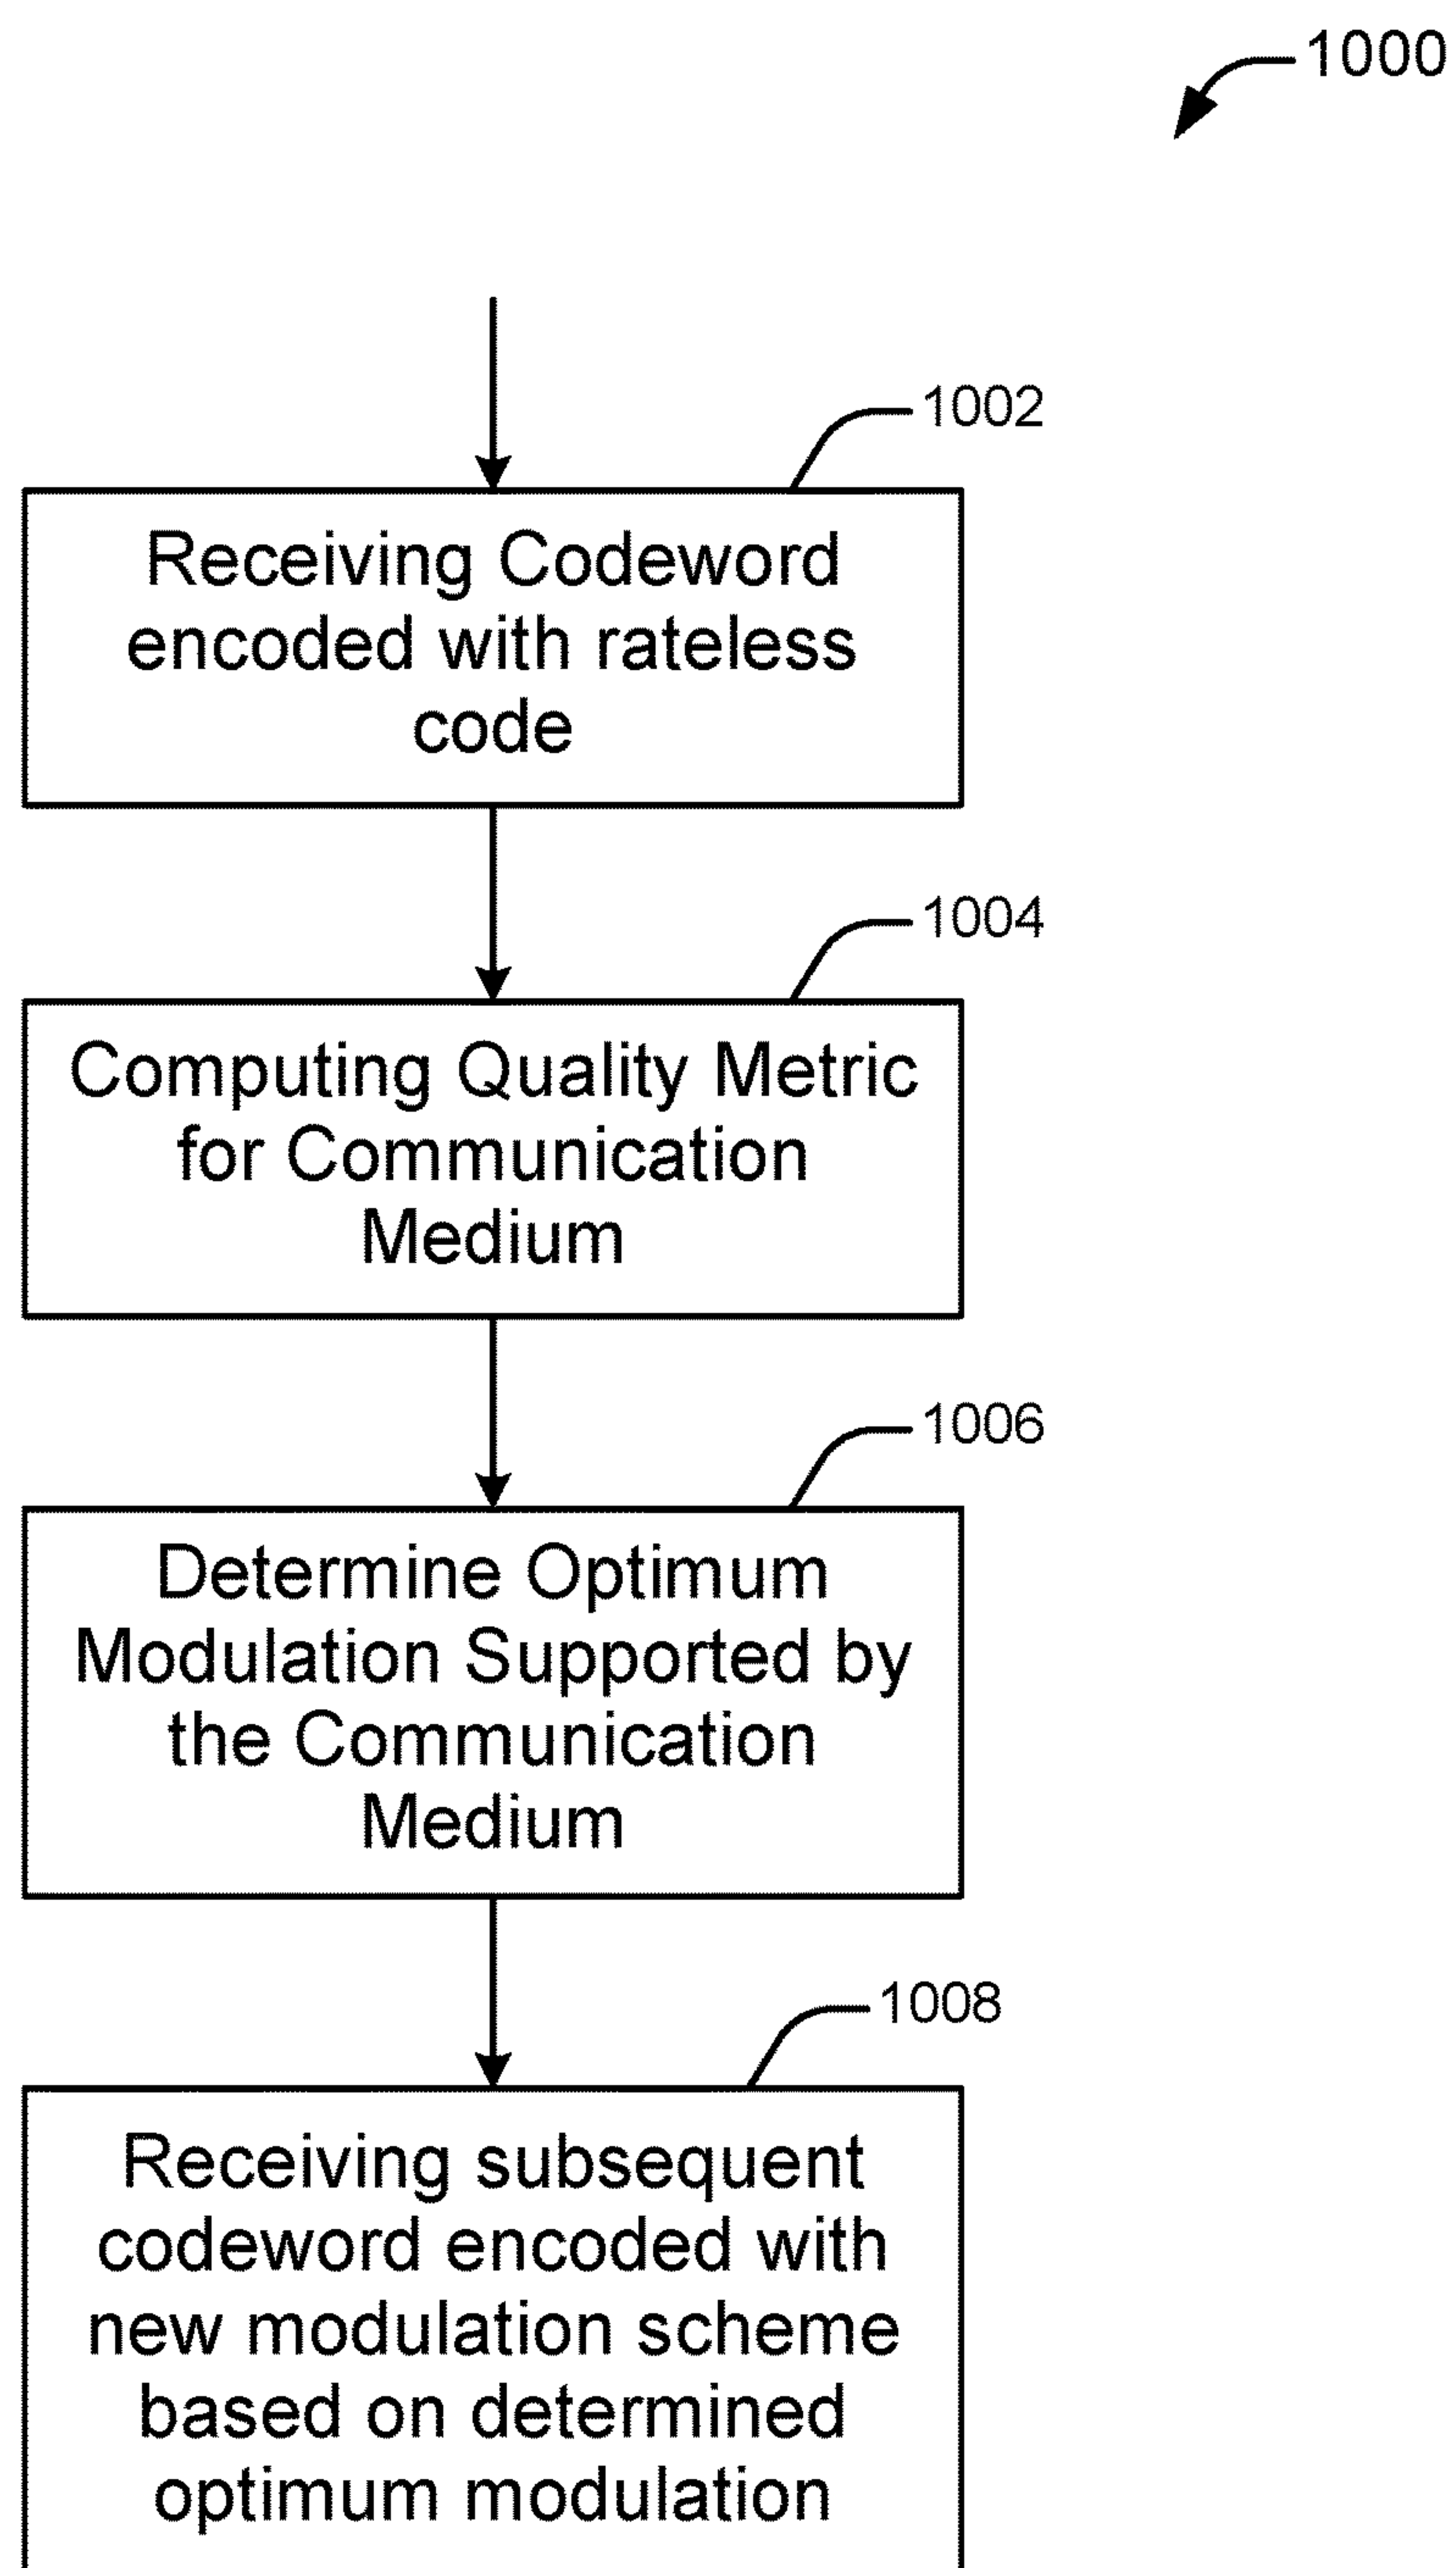 1000
1002
Receiving Codeword
encoded with rateless
code
1004
Computing Quality Metric
for Communication
Medium
1006
Determine Optimum
Modulation Supported by
the Communication
Medium
1008
Receiving subsequent
codeword encoded with
new modulation scheme
based on determined
optimum modulation